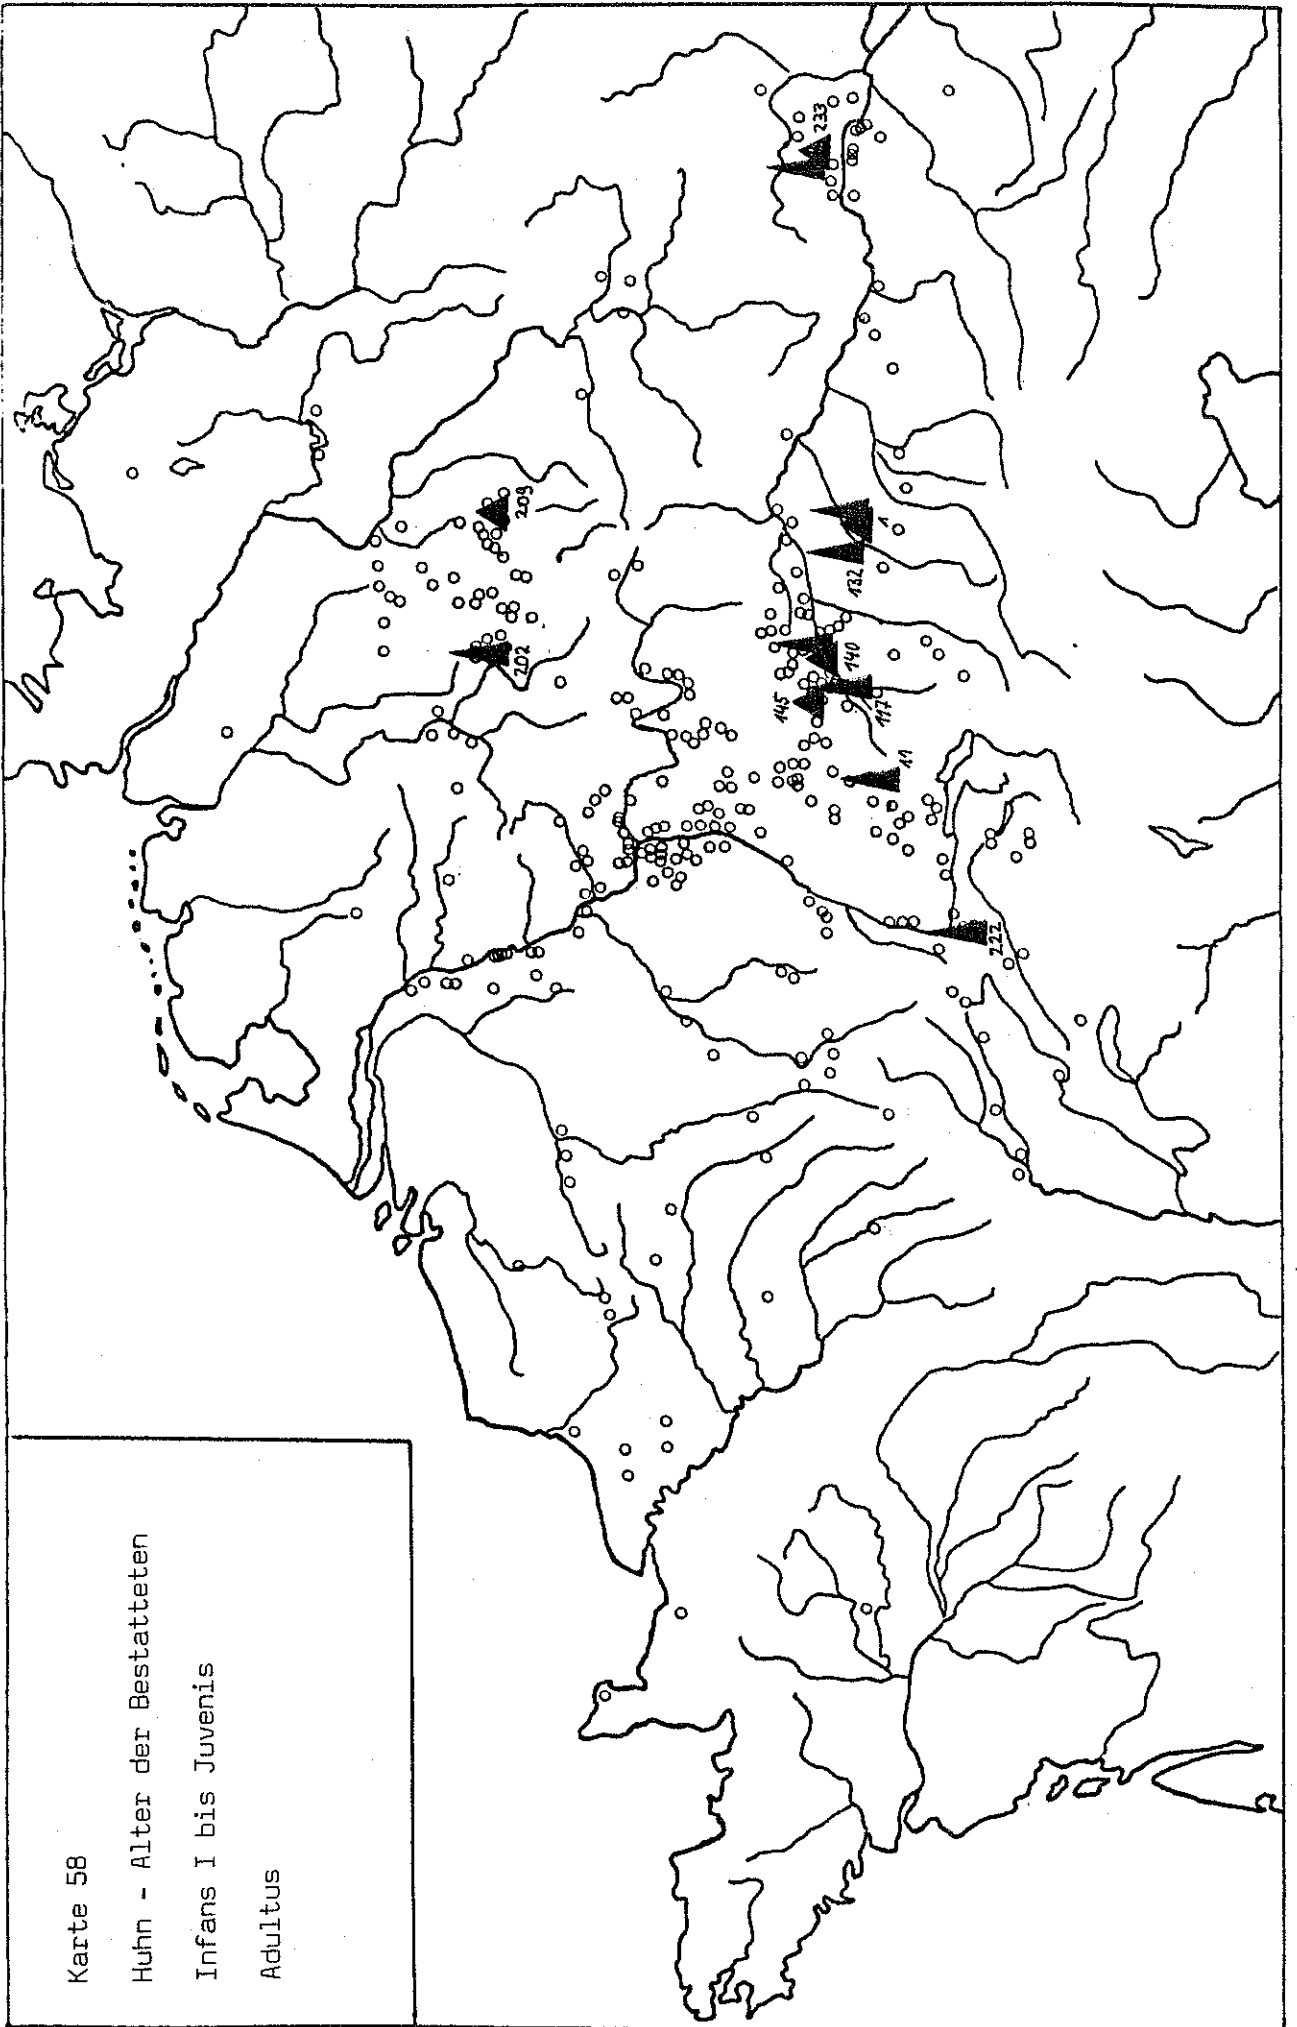 Karte 58
Huhn - Alter der Bestatteten
Infans I bis Juvenis
Adultus
209
202
233
1
132
140
145
117
11
222